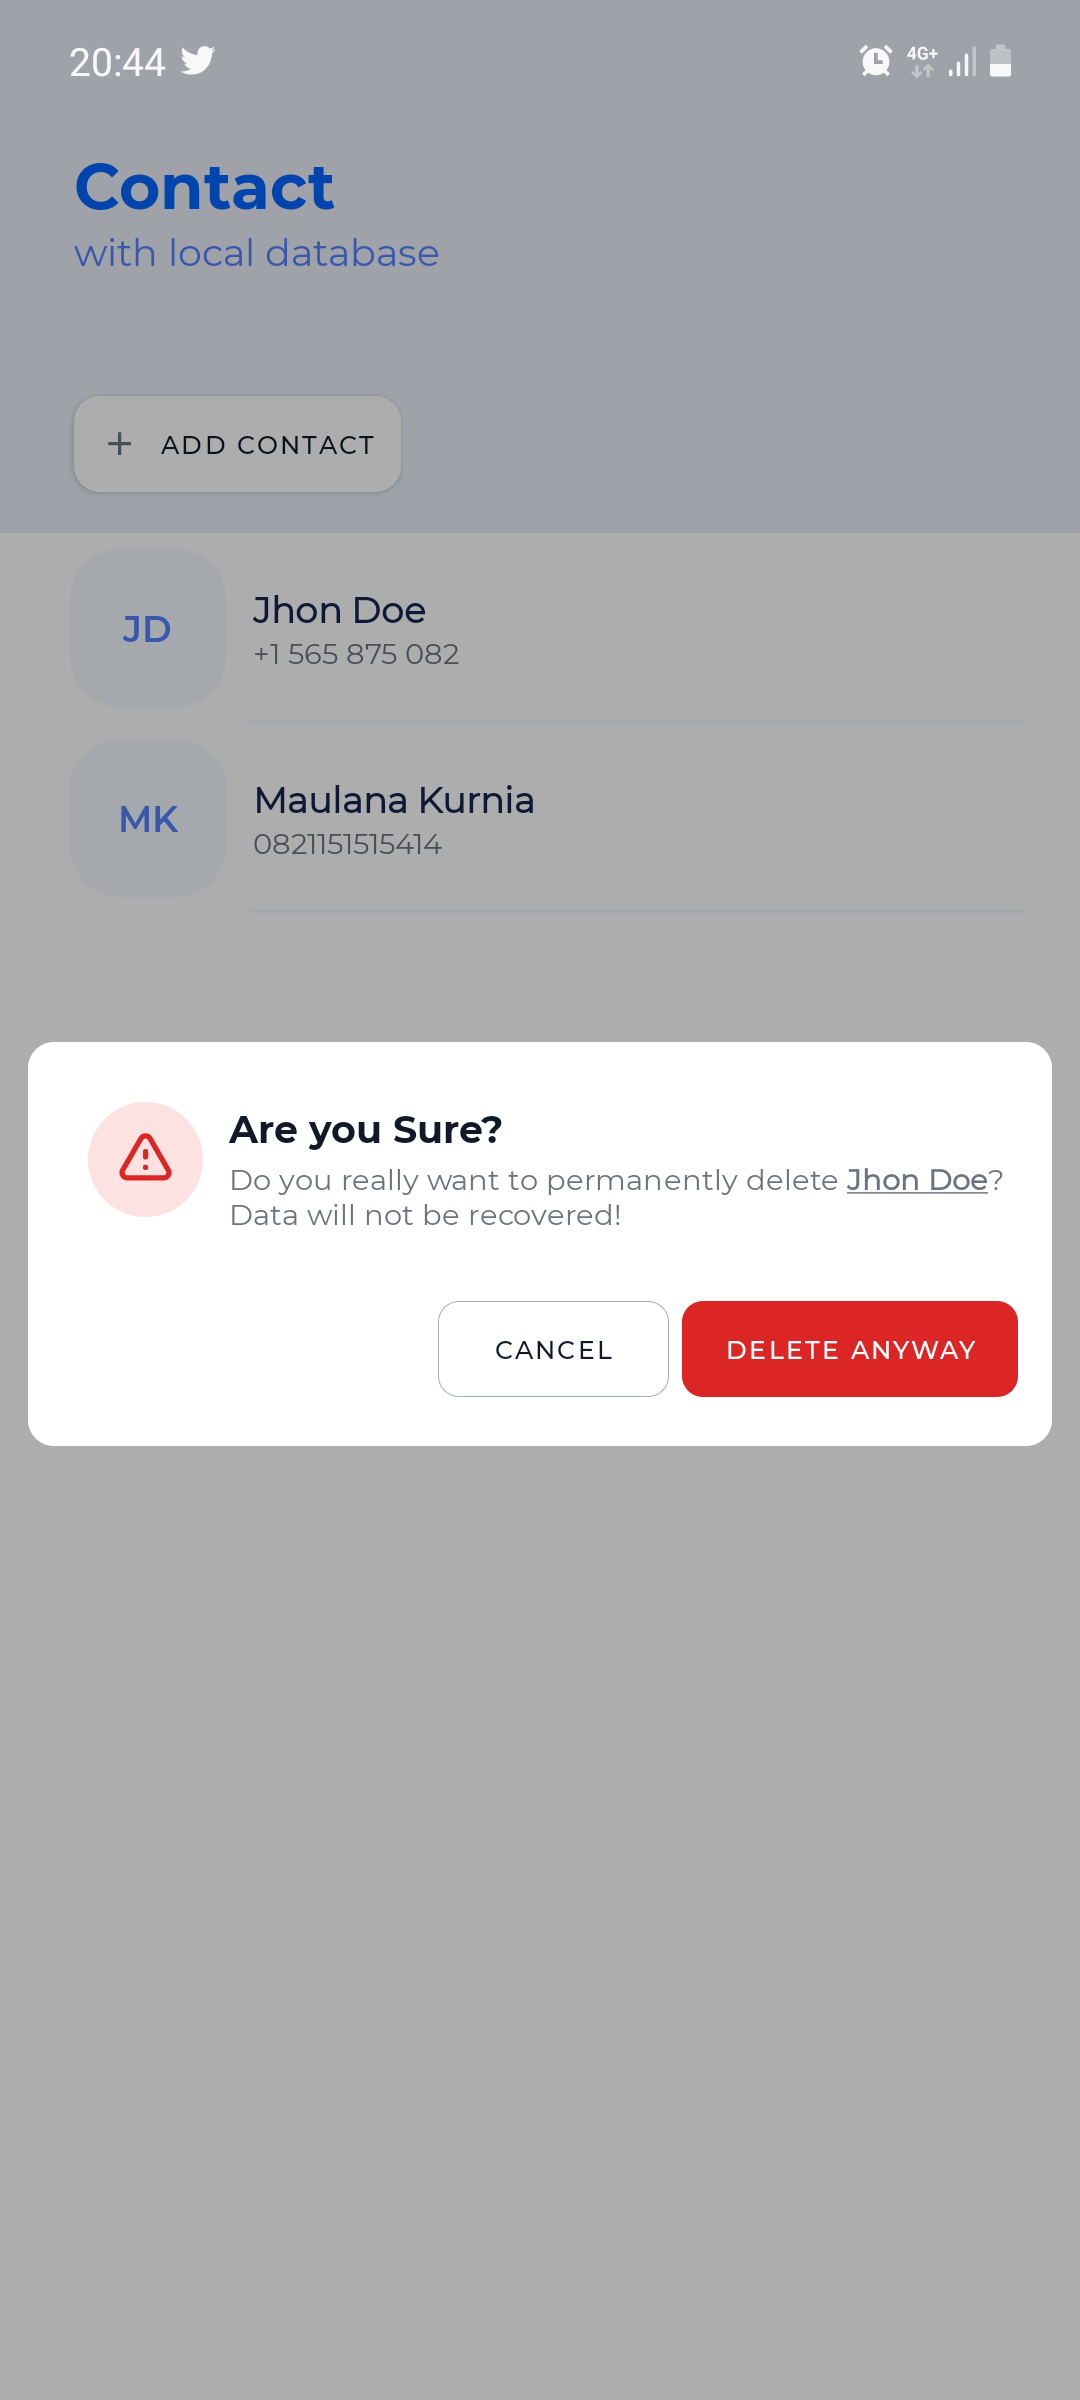 20:44
4G+
Contact
with local database
+ ADD CONTACT
JD
Jhon Doe
+1 565 875 082
MK
Maulana Kurnia
0821151515414
Are you Sure?
Do you really want to permanently delete Jhon Doe?
Data will not be recovered!
CANCEL
DELETE ANYWAY